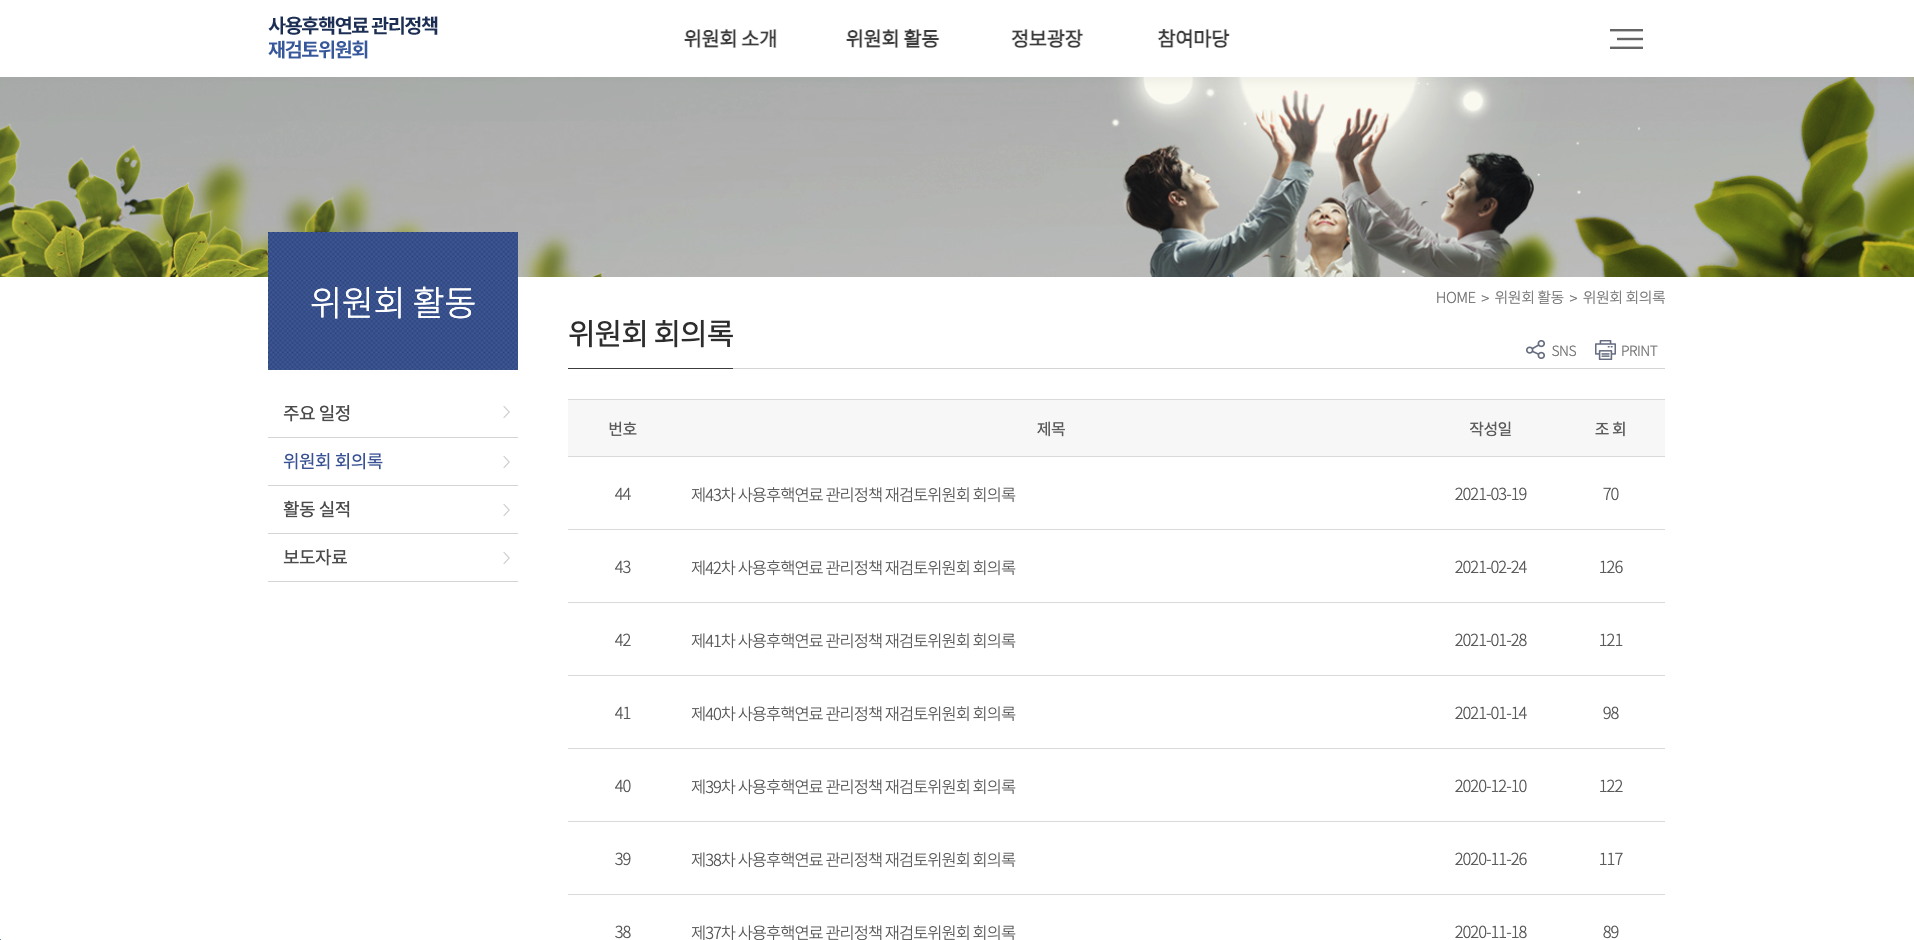 사용후핵연료 관리정책
재검토위원회
위원회 소개 위원회 활동 정보광장 참여마당
위원회 활동
HOME > 위원회 활동 > 위원회 회의록
위원회 회의록
SNS PRINT
주요 일정
위원회 회의록
활동 실적
보도자료
번호 제목 작성일 조 회
44 제43차 사용후핵연료 관리정책 재검토위원회 회의록 2021-03-19 70
43 제42차 사용후핵연료 관리정책 재검토위원회 회의록 2021-02-24 126
42 제41차 사용후핵연료 관리정책 재검토위원회 회의록 2021-01-28 121
41 제40차 사용후핵연료 관리정책 재검토위원회 회의록 2021-01-14 98
40 제39차 사용후핵연료 관리정책 재검토위원회 회의록 2020-12-10 122
39 제38차 사용후핵연료 관리정책 재검토위원회 회의록 2020-11-26 117
38 제37차 사용후핵연료 관리정책 재검토위원회 회의록 2020-11-18 89